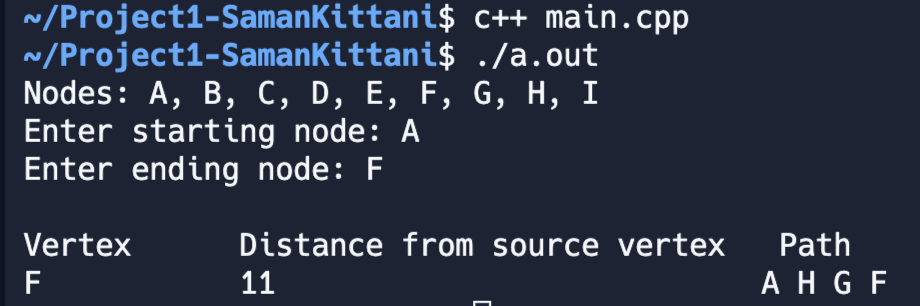 ~/Project1-SamanKittani$ c++ main.cpp
~/Project1-SamanKittani$ ./a.out
Nodes: A, B, C, D, E, F, G, H, I
Enter starting node: A
Enter ending node: F
Vertex Distance from source vertex Path
F 11 A H G F